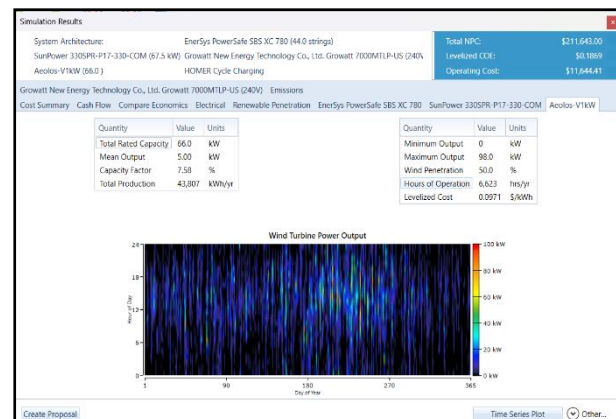 Simulation Results
System Architecture: EnerSys PowerSafe SBS XC 780 (44.0 strings)
SunPower 330SPR-P17-330-COM (67.5 kW) Growatt New Energy Technology Co., Ltd. Growatt 7000MTLP-US (240V
Aeolos-V1kW (66.0 ) HOMER Cycle Charging
Total NPC: $211,643.00
Levelized COE: $0.1869
Operating Cost: $11,644.41
Growatt New Energy Technology Co., Ltd. Growatt 7000MTLP-US (240V) Emissions
Cost Summary Cash Flow Compare Economics Electrical Renewable Penetration EnerSys PowerSafe SBS XC 780 SunPower 330SPR-P17-330-COM Aeolos-V1kW
Quantity Value Units
Total Rated Capacity 66.0 kW
Mean Output 5.00 kW
Capacity Factor 7.58 %
Total Production 43,807 kWh/yr
Quantity Value Units
Minimum Output 0 kW
Maximum Output 98.0 kW
Wind Penetration 50.0 %
Hours of Operation 6,623 hrs/yr
Levelized Cost 0.0971 $/kWh
Wind Turbine Power Output
Hour of Day
24
18
12
6
0
1 90 180 270 365
Day of Year
100 kW
80 kW
60 kW
40 kW
20 kW
0 kW
Create Proposal Time Series Plot Other...